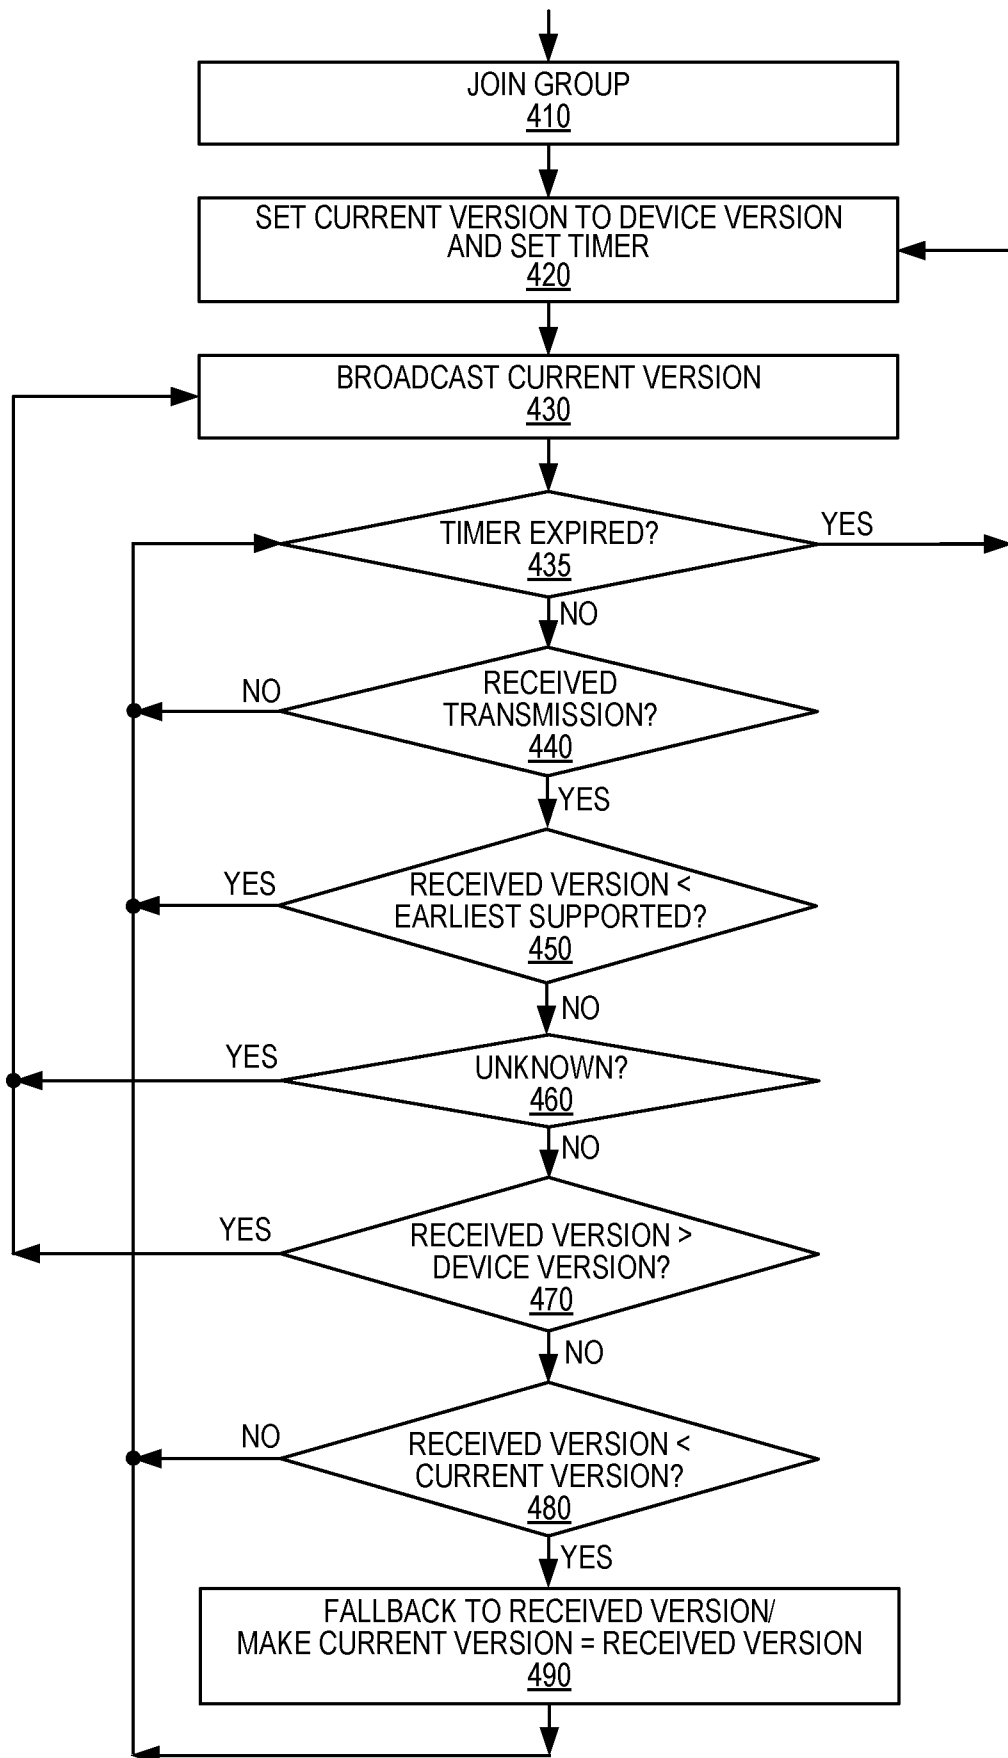 JOIN GROUP
410
SET CURRENT VERSION TO DEVICE VERSION
AND SET TIMER
420
BROADCAST CURRENT VERSION
430
TIMER EXPIRED?
435
YES
NO
RECEIVED
TRANSMISSION?
440
NO
YES
RECEIVED VERSION <
EARLIEST SUPPORTED?
450
YES
NO
UNKNOWN?
460
YES
NO
RECEIVED VERSION >
DEVICE VERSION?
470
YES
NO
RECEIVED VERSION <
CURRENT VERSION?
480
NO
YES
FALLBACK TO RECEIVED VERSION/
MAKE CURRENT VERSION = RECEIVED VERSION
490